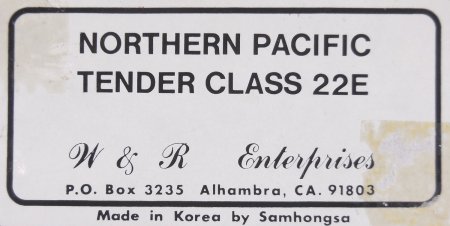 NORTHERN PACIFIC
TENDER CLASS 22E
W & R Enterprises
P.O. Box 3235 Alhambra, CA. 91803
Made in Korea by Samhongsa